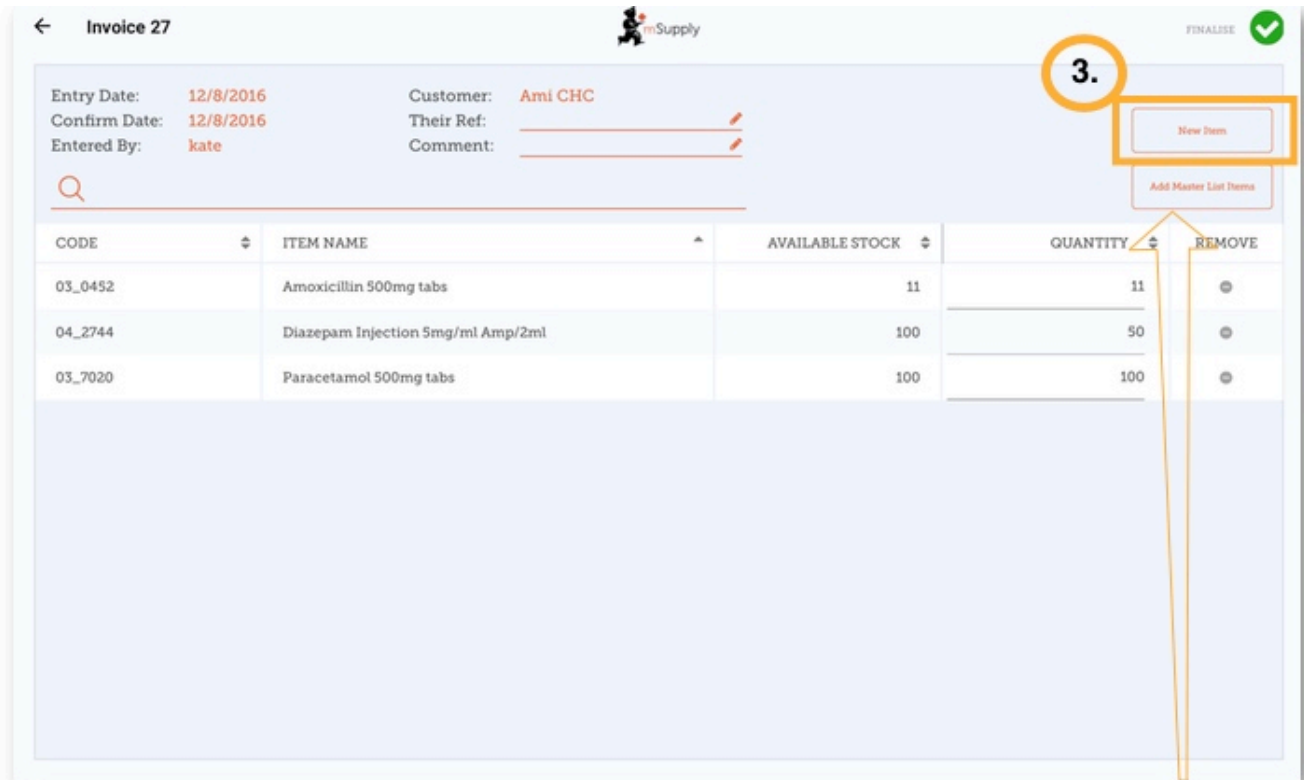 Invoice 27
mSupply
FINALISE
3.
Entry Date: 12/8/2016 Customer: Ami CHC
Confirm Date: 12/8/2016 Their Ref:
Entered By: kate Comment:
New Item
Add Master List Items
CODE ITEM NAME AVAILABLE STOCK QUANTITY REMOVE
03_0452 Amoxicillin 500mg tabs 11 11
04_2744 Diazepam Injection 5mg/ml Amp/2ml 100 50
03_7020 Paracetamol 500mg tabs 100 100